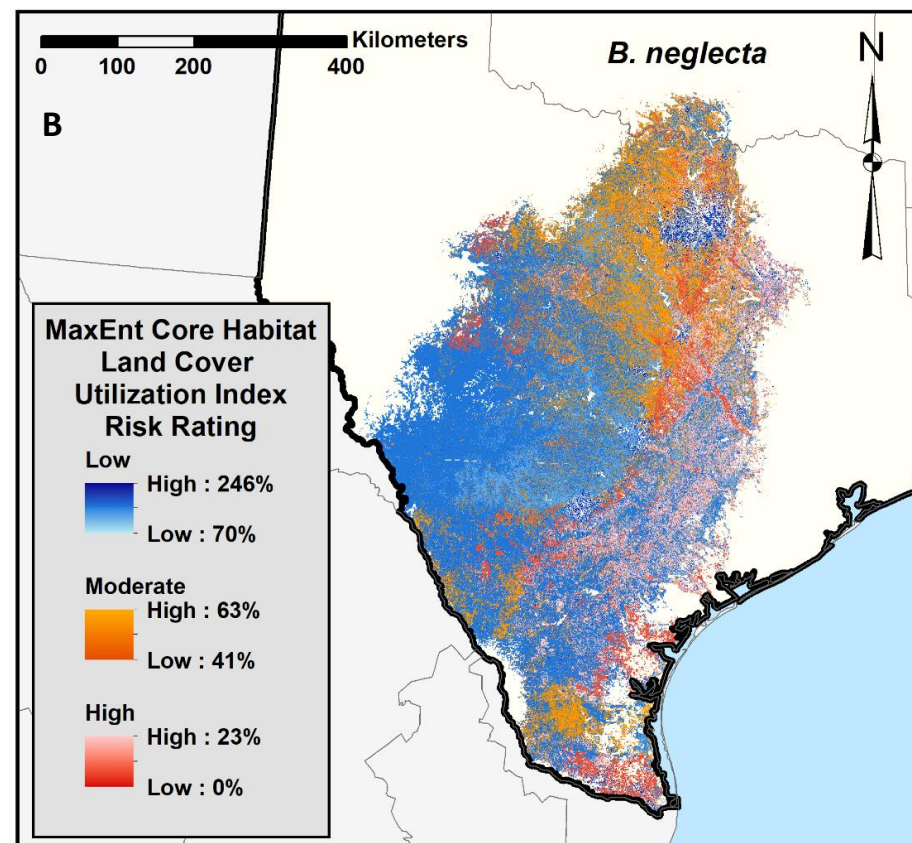 Kilometers
0 100 200 400
B. neglecta
N
B
MaxEnt Core Habitat
Land Cover
Utilization Index
Risk Rating
Low
High : 246%
Low : 70%
Moderate
High : 63%
Low : 41%
High
High : 23%
Low : 0%